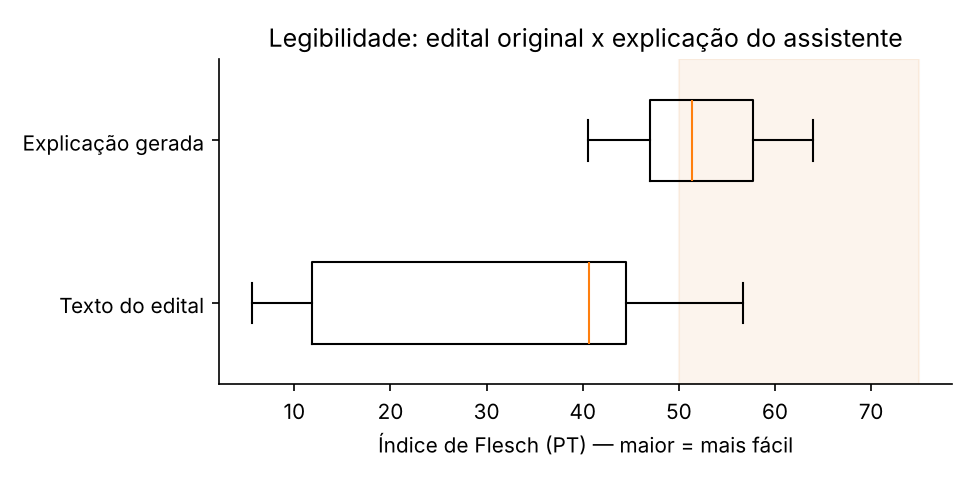 Legibilidade: edital original x explicação do assistente
Explicação gerada
Texto do edital
10 20 30 40 50 60 70
Índice de Flesch (PT) — maior = mais fácil